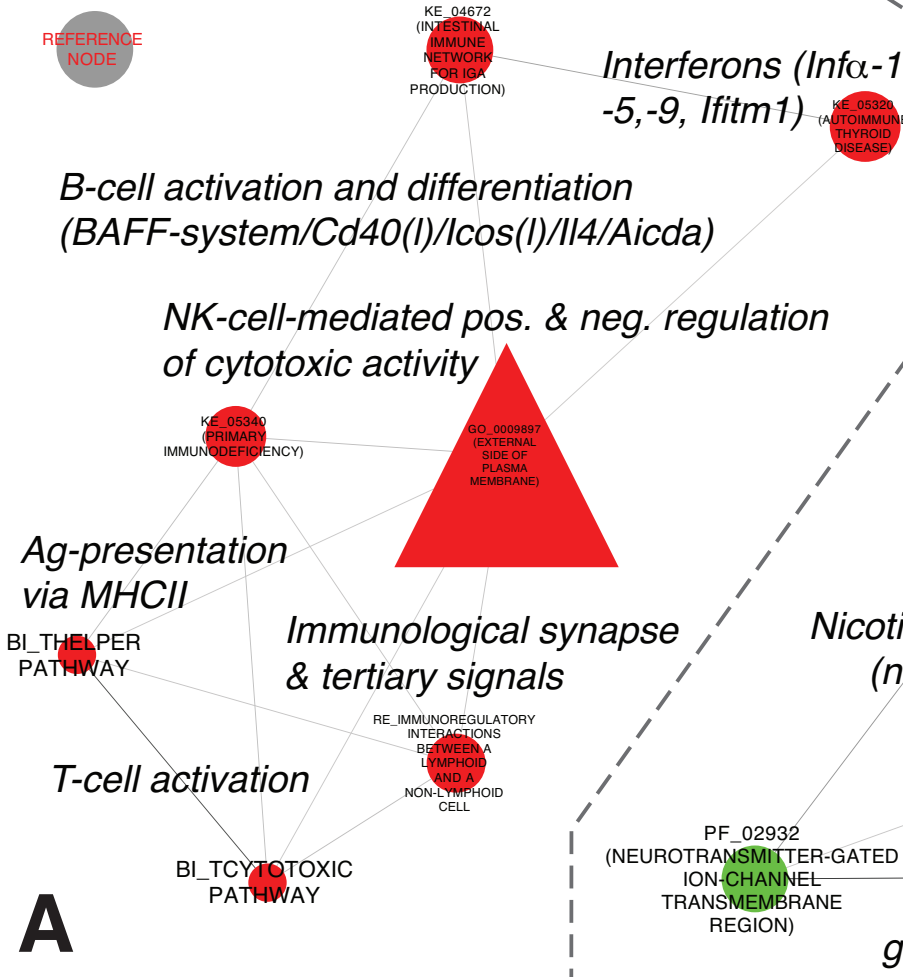 REFERENCE
NODE
KE_04672
(INTESTINAL
IMMUNE
NETWORK
FOR IGA
PRODUCTION)
Interferons (Infα-1
-5,-9, Ifitm1)
KE_05320
(AUTOIMMUNE
THYROID
DISEASE)
B-cell activation and differentiation
(BAFF-system/Cd40(l)/Icos(l)/Il4/Aicda)
NK-cell-mediated pos. & neg. regulation
of cytotoxic activity
KE_05340
(PRIMARY
IMMUNODEFICIENCY)
GO_0009897
(EXTERNAL
SIDE OF
PLASMA
MEMBRANE)
Ag-presentation
via MHCII
BI_THELPER
PATHWAY
Immunological synapse
& tertiary signals
Nicoti
(n
RE_IMMUNOREGULATORY
INTERACTIONS
BETWEEN A
LYMPHOID
AND A
NON-LYMPHOID
CELL
T-cell activation
BI_TCYTOTOXIC
PATHWAY
PF_02932
(NEUROTRANSMITTER-GATED
ION-CHANNEL
TRANSMEMBRANE
REGION)
A
g